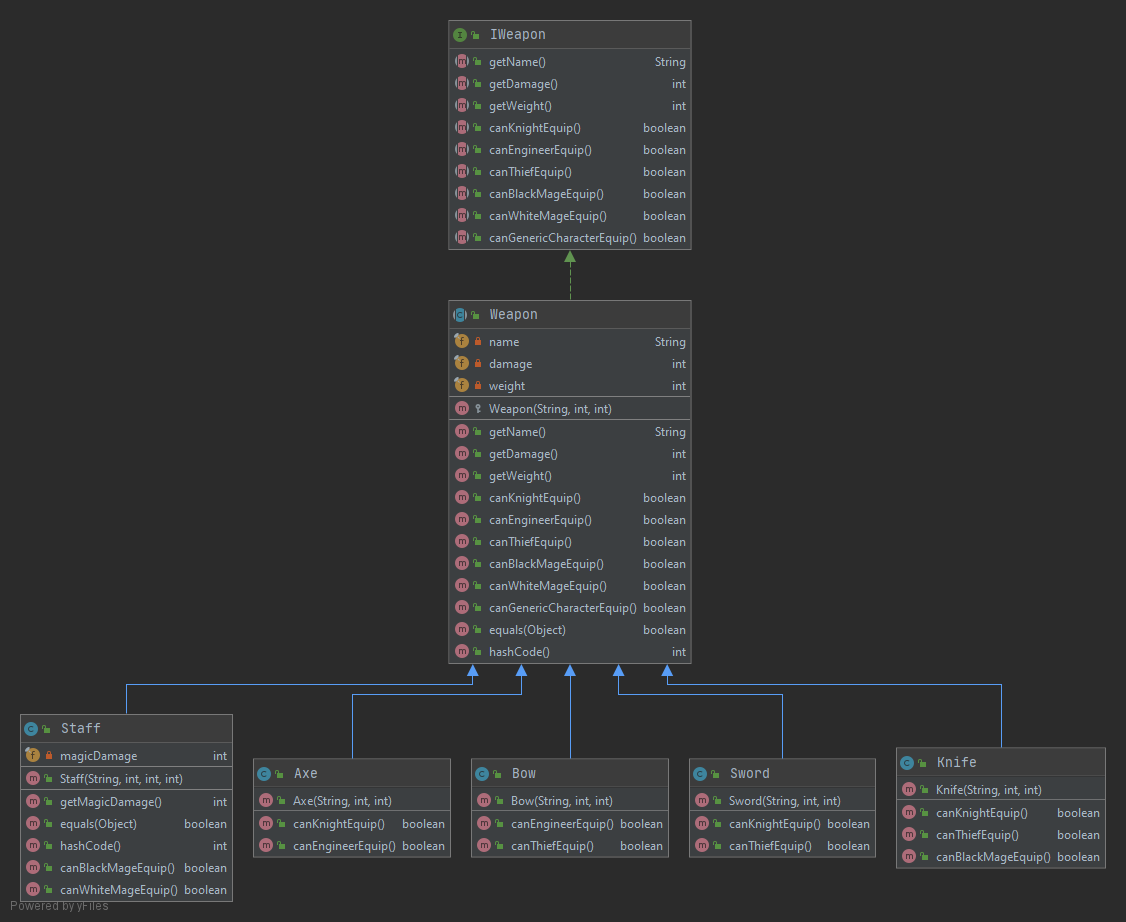 IWeapon
getName() String
getDamage() int
getWeight() int
canKnightEquip() boolean
canEngineerEquip() boolean
canThiefEquip() boolean
canBlackMageEquip() boolean
canWhiteMageEquip() boolean
canGenericCharacterEquip() boolean
Weapon
name String
damage int
weight int
Weapon(String, int, int)
getName() String
getDamage() int
getWeight() int
canKnightEquip() boolean
canEngineerEquip() boolean
canThiefEquip() boolean
canBlackMageEquip() boolean
canWhiteMageEquip() boolean
canGenericCharacterEquip() boolean
equals(Object) boolean
hashCode() int
Staff
magicDamage int
Staff(String, int, int, int)
getMagicDamage() int
equals(Object) boolean
hashCode() int
canBlackMageEquip() boolean
canWhiteMageEquip() boolean
Axe
Axe(String, int, int)
canKnightEquip() boolean
canEngineerEquip() boolean
Bow
Bow(String, int, int)
canEngineerEquip() boolean
canThiefEquip() boolean
Sword
Sword(String, int, int)
canKnightEquip() boolean
canThiefEquip() boolean
Knife
Knife(String, int, int)
canKnightEquip() boolean
canThiefEquip() boolean
canBlackMageEquip() boolean
Powered by yFiles